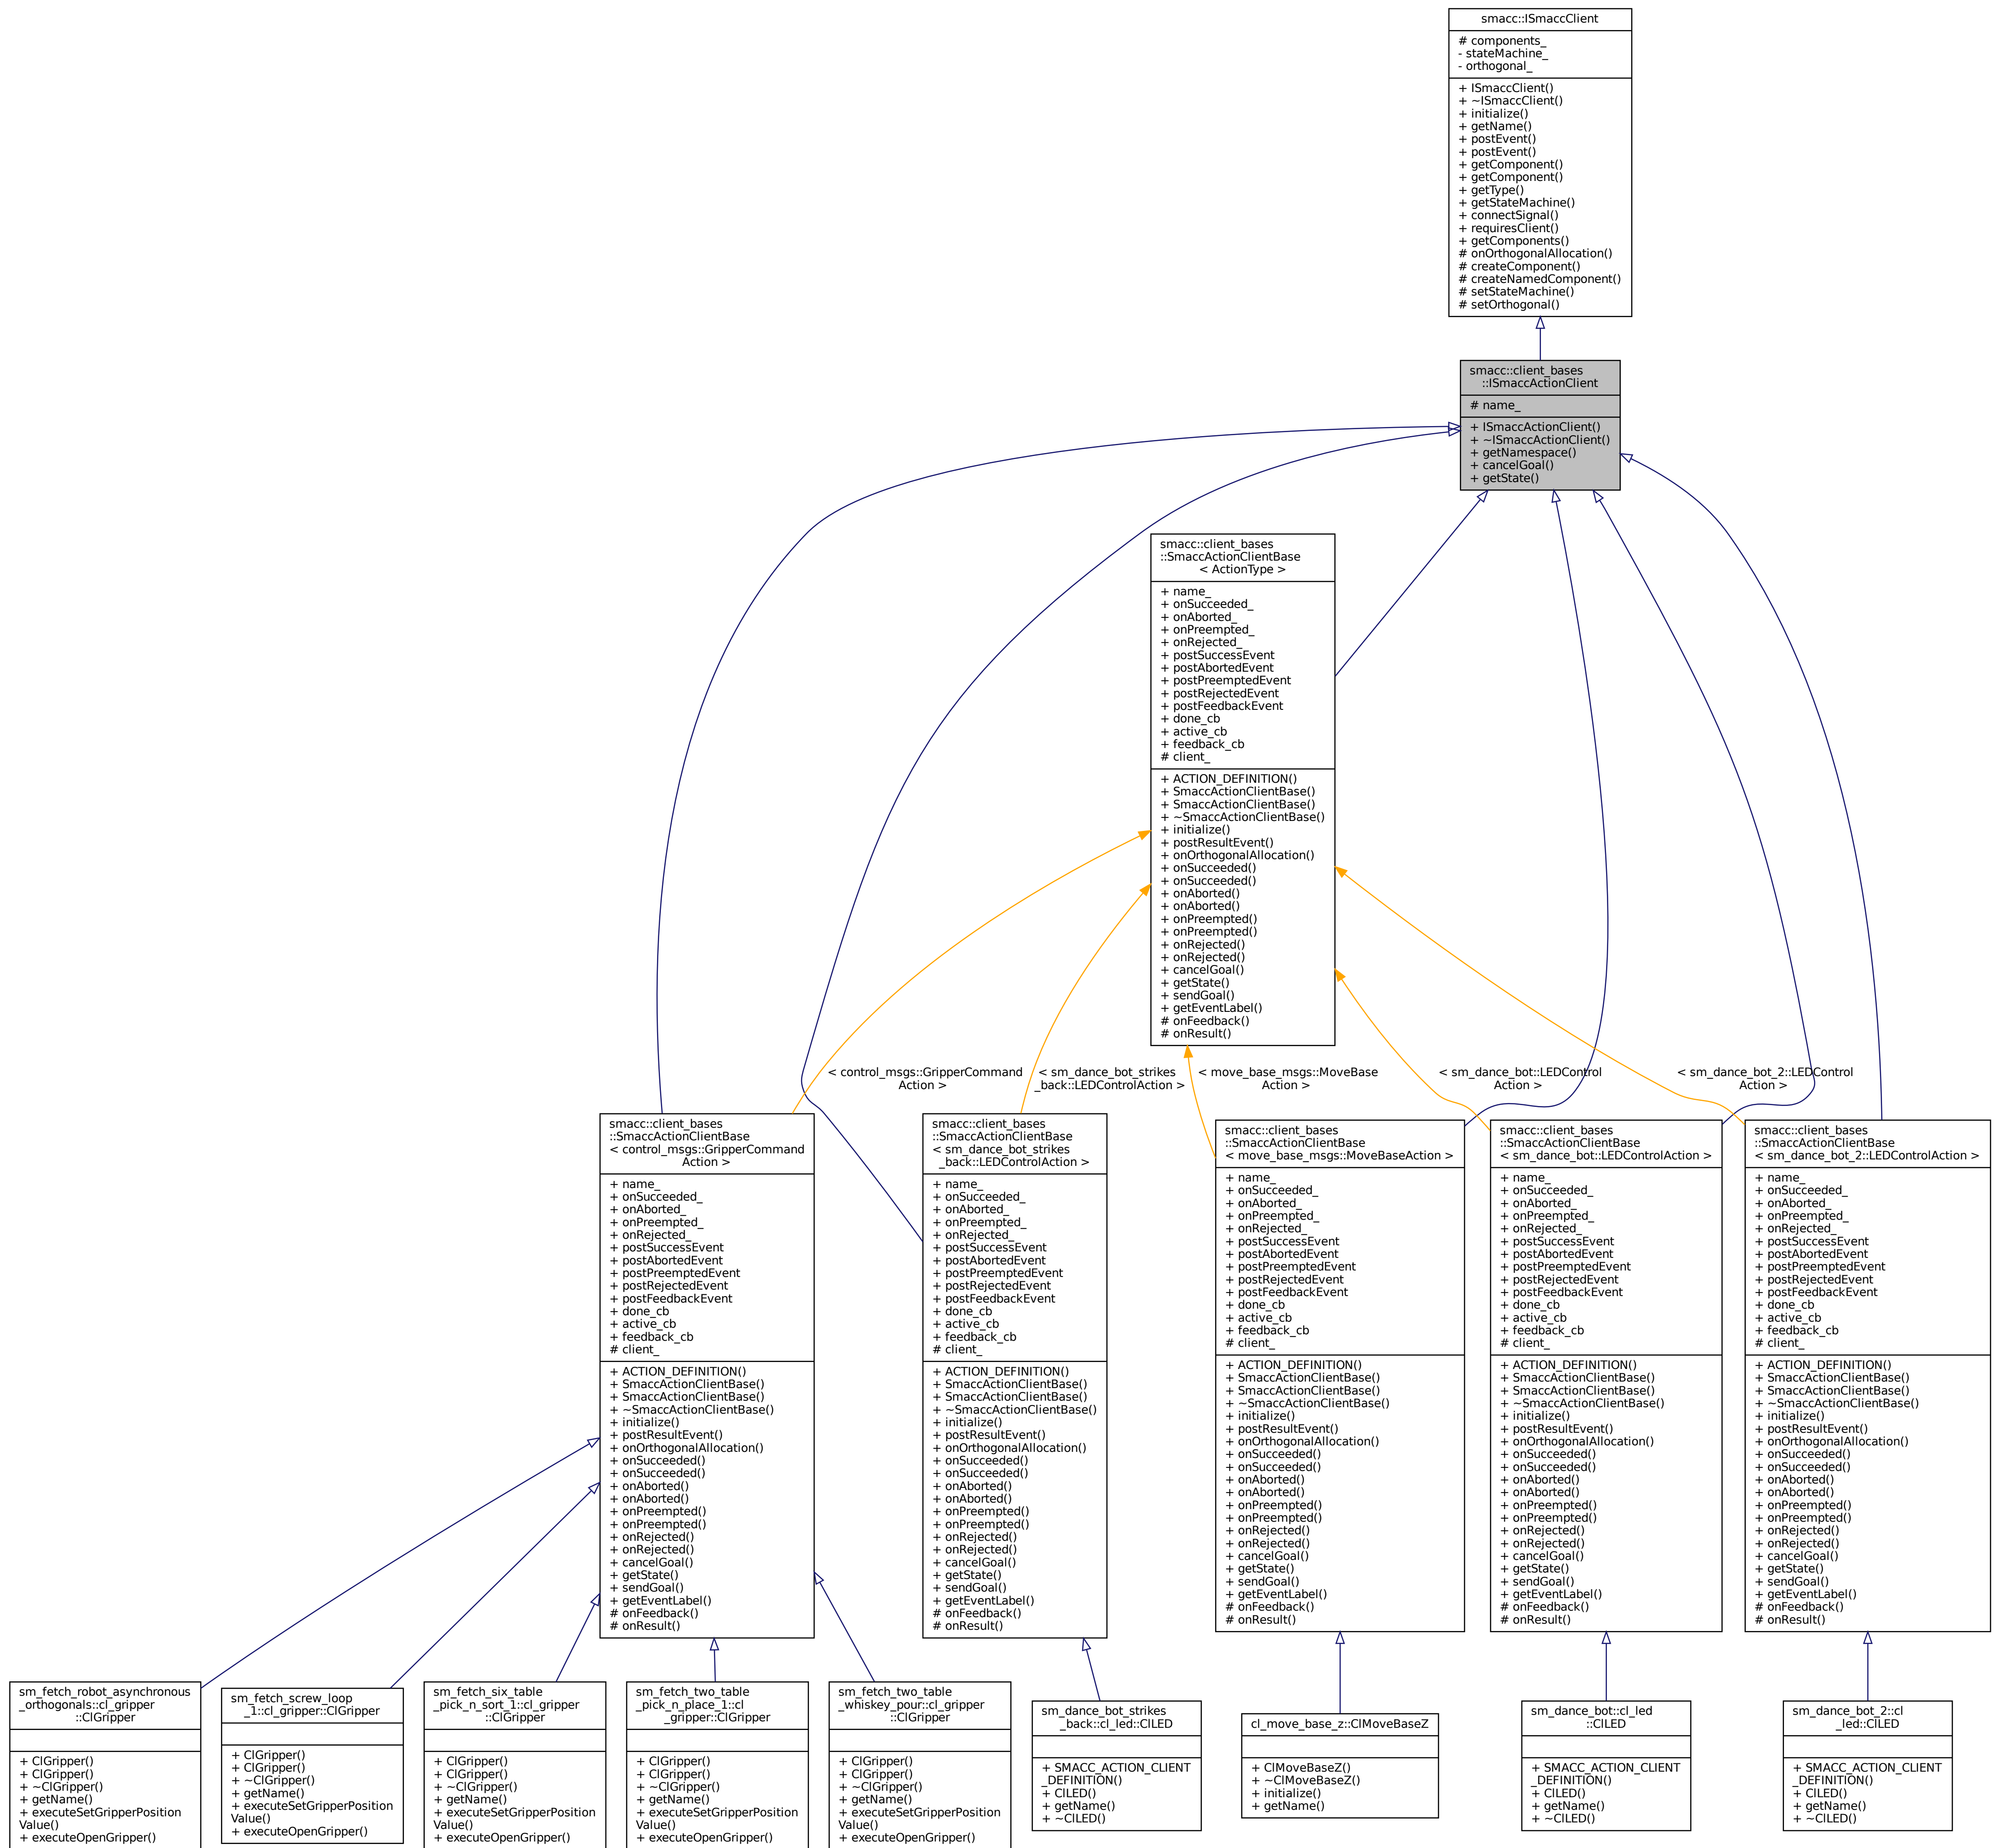 smacc::ISmaccClient
# components_
- stateMachine_
- orthogonal_
+ ISmaccClient()
+ ~ISmaccClient()
+ initialize()
+ getName()
+ postEvent()
+ postEvent()
+ getComponent()
+ getComponent()
+ getType()
+ getStateMachine()
+ connectSignal()
+ requiresClient()
+ getComponents()
# onOrthogonalAllocation()
# createComponent()
# createNamedComponent()
# setStateMachine()
# setOrthogonal()
smacc::client_bases
::ISmaccActionClient
# name_
+ ISmaccActionClient()
+ ~ISmaccActionClient()
+ getNamespace()
+ cancelGoal()
+ getState()
smacc::client_bases
::SmaccActionClientBase
< ActionType >
+ name_
+ onSucceeded_
+ onAborted_
+ onPreempted_
+ onRejected_
+ postSuccessEvent
+ postAbortedEvent
+ postPreemptedEvent
+ postRejectedEvent
+ postFeedbackEvent
+ done_cb
+ active_cb
+ feedback_cb
# client_
+ ACTION_DEFINITION()
+ SmaccActionClientBase()
+ SmaccActionClientBase()
+ ~SmaccActionClientBase()
+ initialize()
+ postResultEvent()
+ onOrthogonalAllocation()
+ onSucceeded()
+ onSucceeded()
+ onAborted()
+ onAborted()
+ onPreempted()
+ onPreempted()
+ onRejected()
+ onRejected()
+ cancelGoal()
+ getState()
+ sendGoal()
+ getEventLabel()
# onFeedback()
# onResult()
< control_msgs::GripperCommand
Action >
< sm_dance_bot_strikes
_back::LEDControlAction >
< move_base_msgs::MoveBase
Action >
< sm_dance_bot::LEDControl
Action >
< sm_dance_bot_2::LEDControl
Action >
smacc::client_bases
::SmaccActionClientBase
< control_msgs::GripperCommand
Action >
+ name_
+ onSucceeded_
+ onAborted_
+ onPreempted_
+ onRejected_
+ postSuccessEvent
+ postAbortedEvent
+ postPreemptedEvent
+ postRejectedEvent
+ postFeedbackEvent
+ done_cb
+ active_cb
+ feedback_cb
# client_
+ ACTION_DEFINITION()
+ SmaccActionClientBase()
+ SmaccActionClientBase()
+ ~SmaccActionClientBase()
+ initialize()
+ postResultEvent()
+ onOrthogonalAllocation()
+ onSucceeded()
+ onSucceeded()
+ onAborted()
+ onAborted()
+ onPreempted()
+ onPreempted()
+ onRejected()
+ onRejected()
+ cancelGoal()
+ getState()
+ sendGoal()
+ getEventLabel()
# onFeedback()
# onResult()
smacc::client_bases
::SmaccActionClientBase
< sm_dance_bot_strikes
_back::LEDControlAction >
+ name_
+ onSucceeded_
+ onAborted_
+ onPreempted_
+ onRejected_
+ postSuccessEvent
+ postAbortedEvent
+ postPreemptedEvent
+ postRejectedEvent
+ postFeedbackEvent
+ done_cb
+ active_cb
+ feedback_cb
# client_
+ ACTION_DEFINITION()
+ SmaccActionClientBase()
+ SmaccActionClientBase()
+ ~SmaccActionClientBase()
+ initialize()
+ postResultEvent()
+ onOrthogonalAllocation()
+ onSucceeded()
+ onSucceeded()
+ onAborted()
+ onAborted()
+ onPreempted()
+ onPreempted()
+ onRejected()
+ onRejected()
+ cancelGoal()
+ getState()
+ sendGoal()
+ getEventLabel()
# onFeedback()
# onResult()
smacc::client_bases
::SmaccActionClientBase
< move_base_msgs::MoveBaseAction >
+ name_
+ onSucceeded_
+ onAborted_
+ onPreempted_
+ onRejected_
+ postSuccessEvent
+ postAbortedEvent
+ postPreemptedEvent
+ postRejectedEvent
+ postFeedbackEvent
+ done_cb
+ active_cb
+ feedback_cb
# client_
+ ACTION_DEFINITION()
+ SmaccActionClientBase()
+ SmaccActionClientBase()
+ ~SmaccActionClientBase()
+ initialize()
+ postResultEvent()
+ onOrthogonalAllocation()
+ onSucceeded()
+ onSucceeded()
+ onAborted()
+ onAborted()
+ onPreempted()
+ onPreempted()
+ onRejected()
+ onRejected()
+ cancelGoal()
+ getState()
+ sendGoal()
+ getEventLabel()
# onFeedback()
# onResult()
smacc::client_bases
::SmaccActionClientBase
< sm_dance_bot::LEDControlAction >
+ name_
+ onSucceeded_
+ onAborted_
+ onPreempted_
+ onRejected_
+ postSuccessEvent
+ postAbortedEvent
+ postPreemptedEvent
+ postRejectedEvent
+ postFeedbackEvent
+ done_cb
+ active_cb
+ feedback_cb
# client_
+ ACTION_DEFINITION()
+ SmaccActionClientBase()
+ SmaccActionClientBase()
+ ~SmaccActionClientBase()
+ initialize()
+ postResultEvent()
+ onOrthogonalAllocation()
+ onSucceeded()
+ onSucceeded()
+ onAborted()
+ onAborted()
+ onPreempted()
+ onPreempted()
+ onRejected()
+ onRejected()
+ cancelGoal()
+ getState()
+ sendGoal()
+ getEventLabel()
# onFeedback()
# onResult()
smacc::client_bases
::SmaccActionClientBase
< sm_dance_bot_2::LEDControlAction >
+ name_
+ onSucceeded_
+ onAborted_
+ onPreempted_
+ onRejected_
+ postSuccessEvent
+ postAbortedEvent
+ postPreemptedEvent
+ postRejectedEvent
+ postFeedbackEvent
+ done_cb
+ active_cb
+ feedback_cb
# client_
+ ACTION_DEFINITION()
+ SmaccActionClientBase()
+ SmaccActionClientBase()
+ ~SmaccActionClientBase()
+ initialize()
+ postResultEvent()
+ onOrthogonalAllocation()
+ onSucceeded()
+ onSucceeded()
+ onAborted()
+ onAborted()
+ onPreempted()
+ onPreempted()
+ onRejected()
+ onRejected()
+ cancelGoal()
+ getState()
+ sendGoal()
+ getEventLabel()
# onFeedback()
# onResult()
sm_fetch_robot_asynchronous
_orthogonals::cl_gripper
::ClGripper
+ ClGripper()
+ ClGripper()
+ ~ClGripper()
+ getName()
+ executeSetGripperPosition
Value()
+ executeOpenGripper()
sm_fetch_screw_loop
_1::cl_gripper::ClGripper
+ ClGripper()
+ ClGripper()
+ ~ClGripper()
+ getName()
+ executeSetGripperPosition
Value()
+ executeOpenGripper()
sm_fetch_six_table
_pick_n_sort_1::cl_gripper
::ClGripper
+ ClGripper()
+ ClGripper()
+ ~ClGripper()
+ getName()
+ executeSetGripperPosition
Value()
+ executeOpenGripper()
sm_fetch_two_table
_pick_n_place_1::cl
_gripper::ClGripper
+ ClGripper()
+ ClGripper()
+ ~ClGripper()
+ getName()
+ executeSetGripperPosition
Value()
+ executeOpenGripper()
sm_fetch_two_table
_whiskey_pour::cl_gripper
::ClGripper
+ ClGripper()
+ ClGripper()
+ ~ClGripper()
+ getName()
+ executeSetGripperPosition
Value()
+ executeOpenGripper()
sm_dance_bot_strikes
_back::cl_led::ClLED
+ SMACC_ACTION_CLIENT
_DEFINITION()
+ ClLED()
+ getName()
+ ~ClLED()
cl_move_base_z::ClMoveBaseZ
+ ClMoveBaseZ()
+ ~ClMoveBaseZ()
+ initialize()
+ getName()
sm_dance_bot::cl_led
::ClLED
+ SMACC_ACTION_CLIENT
_DEFINITION()
+ ClLED()
+ getName()
+ ~ClLED()
sm_dance_bot_2::cl
_led::ClLED
+ SMACC_ACTION_CLIENT
_DEFINITION()
+ ClLED()
+ getName()
+ ~ClLED()